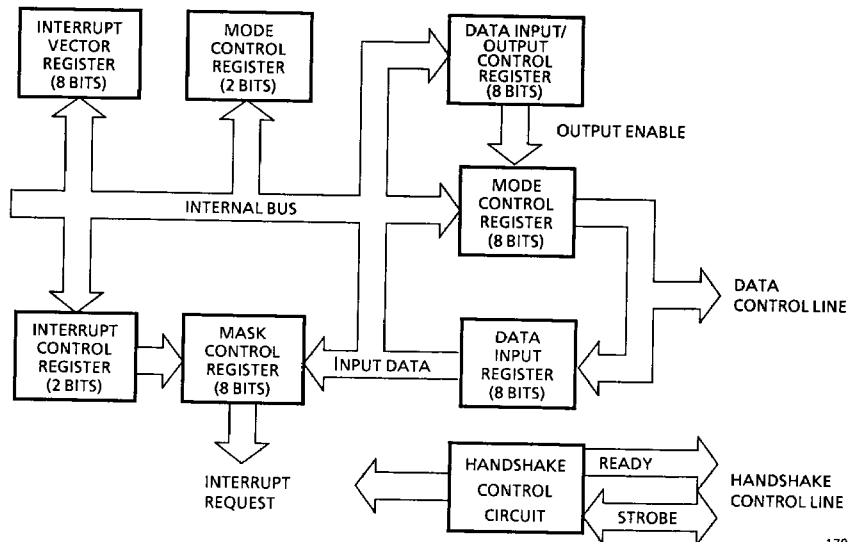 INTERRUPT
VECTOR
REGISTER
(8 BITS)
MODE
CONTROL
REGISTER
(2 BITS)
DATA INPUT/
OUTPUT
CONTROL
REGISTER
(8 BITS)
OUTPUT ENABLE
INTERNAL BUS
MODE
CONTROL
REGISTER
(8 BITS)
DATA
CONTROL LINE
INTERRUPT
CONTROL
REGISTER
(2 BITS)
MASK
CONTROL
REGISTER
(8 BITS)
INPUT DATA
DATA
INPUT
REGISTER
(8 BITS)
INTERRUPT
REQUEST
HANDSHAKE
CONTROL
CIRCUIT
READY
STROBE
HANDSHAKE
CONTROL LINE